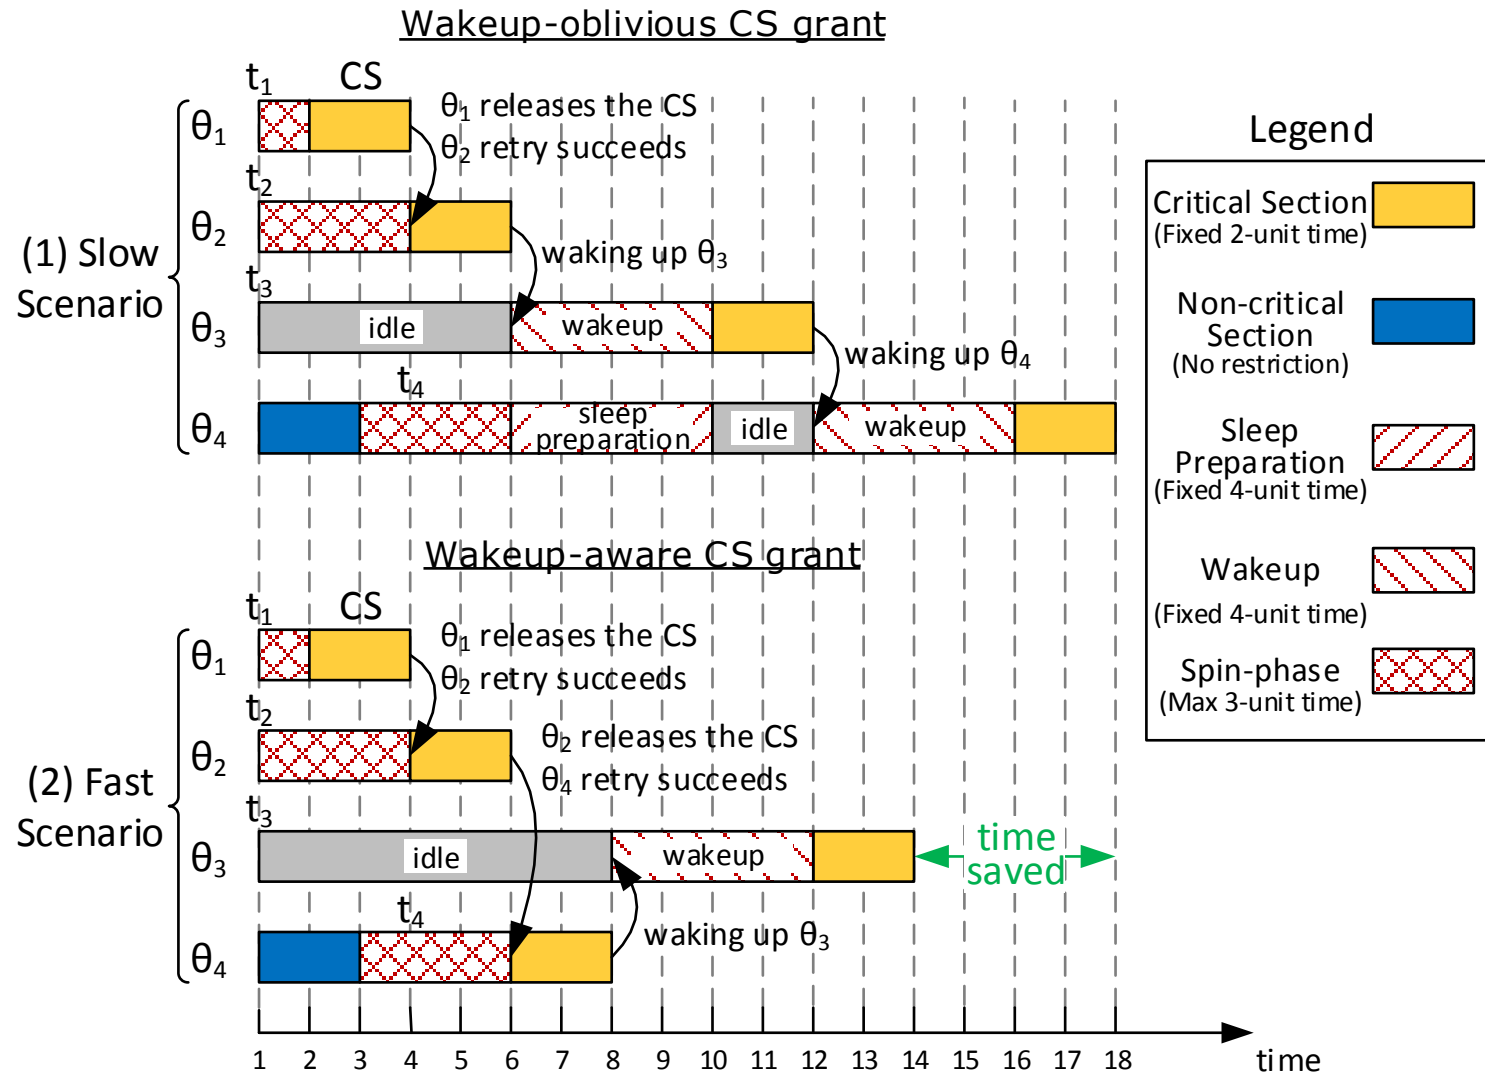 Wakeup-oblivious CS grant
t1 CS
θ1 releases the CS
θ1
θ2 retry succeeds
t2
θ2
waking up θ3
(1) Slow
Scenario
t3
θ3 idle wakeup
waking up θ4
t4
θ4 sleep
preparation idle wakeup
Wakeup-aware CS grant
t1 CS
θ1 releases the CS
θ1
θ2 retry succeeds
t2
θ2 releases the CS
θ2
θ4 retry succeeds
(2) Fast
Scenario
t3
θ3 idle wakeup
time
saved
t4
waking up θ3
θ4
1 2 3 4 5 6 7 8 9 10 11 12 13 14 15 16 17 18 time
Legend
Critical Section
(Fixed 2-unit time)
Non-critical
Section
(No restriction)
Sleep
Preparation
(Fixed 4-unit time)
Wakeup
(Fixed 4-unit time)
Spin-phase
(Max 3-unit time)